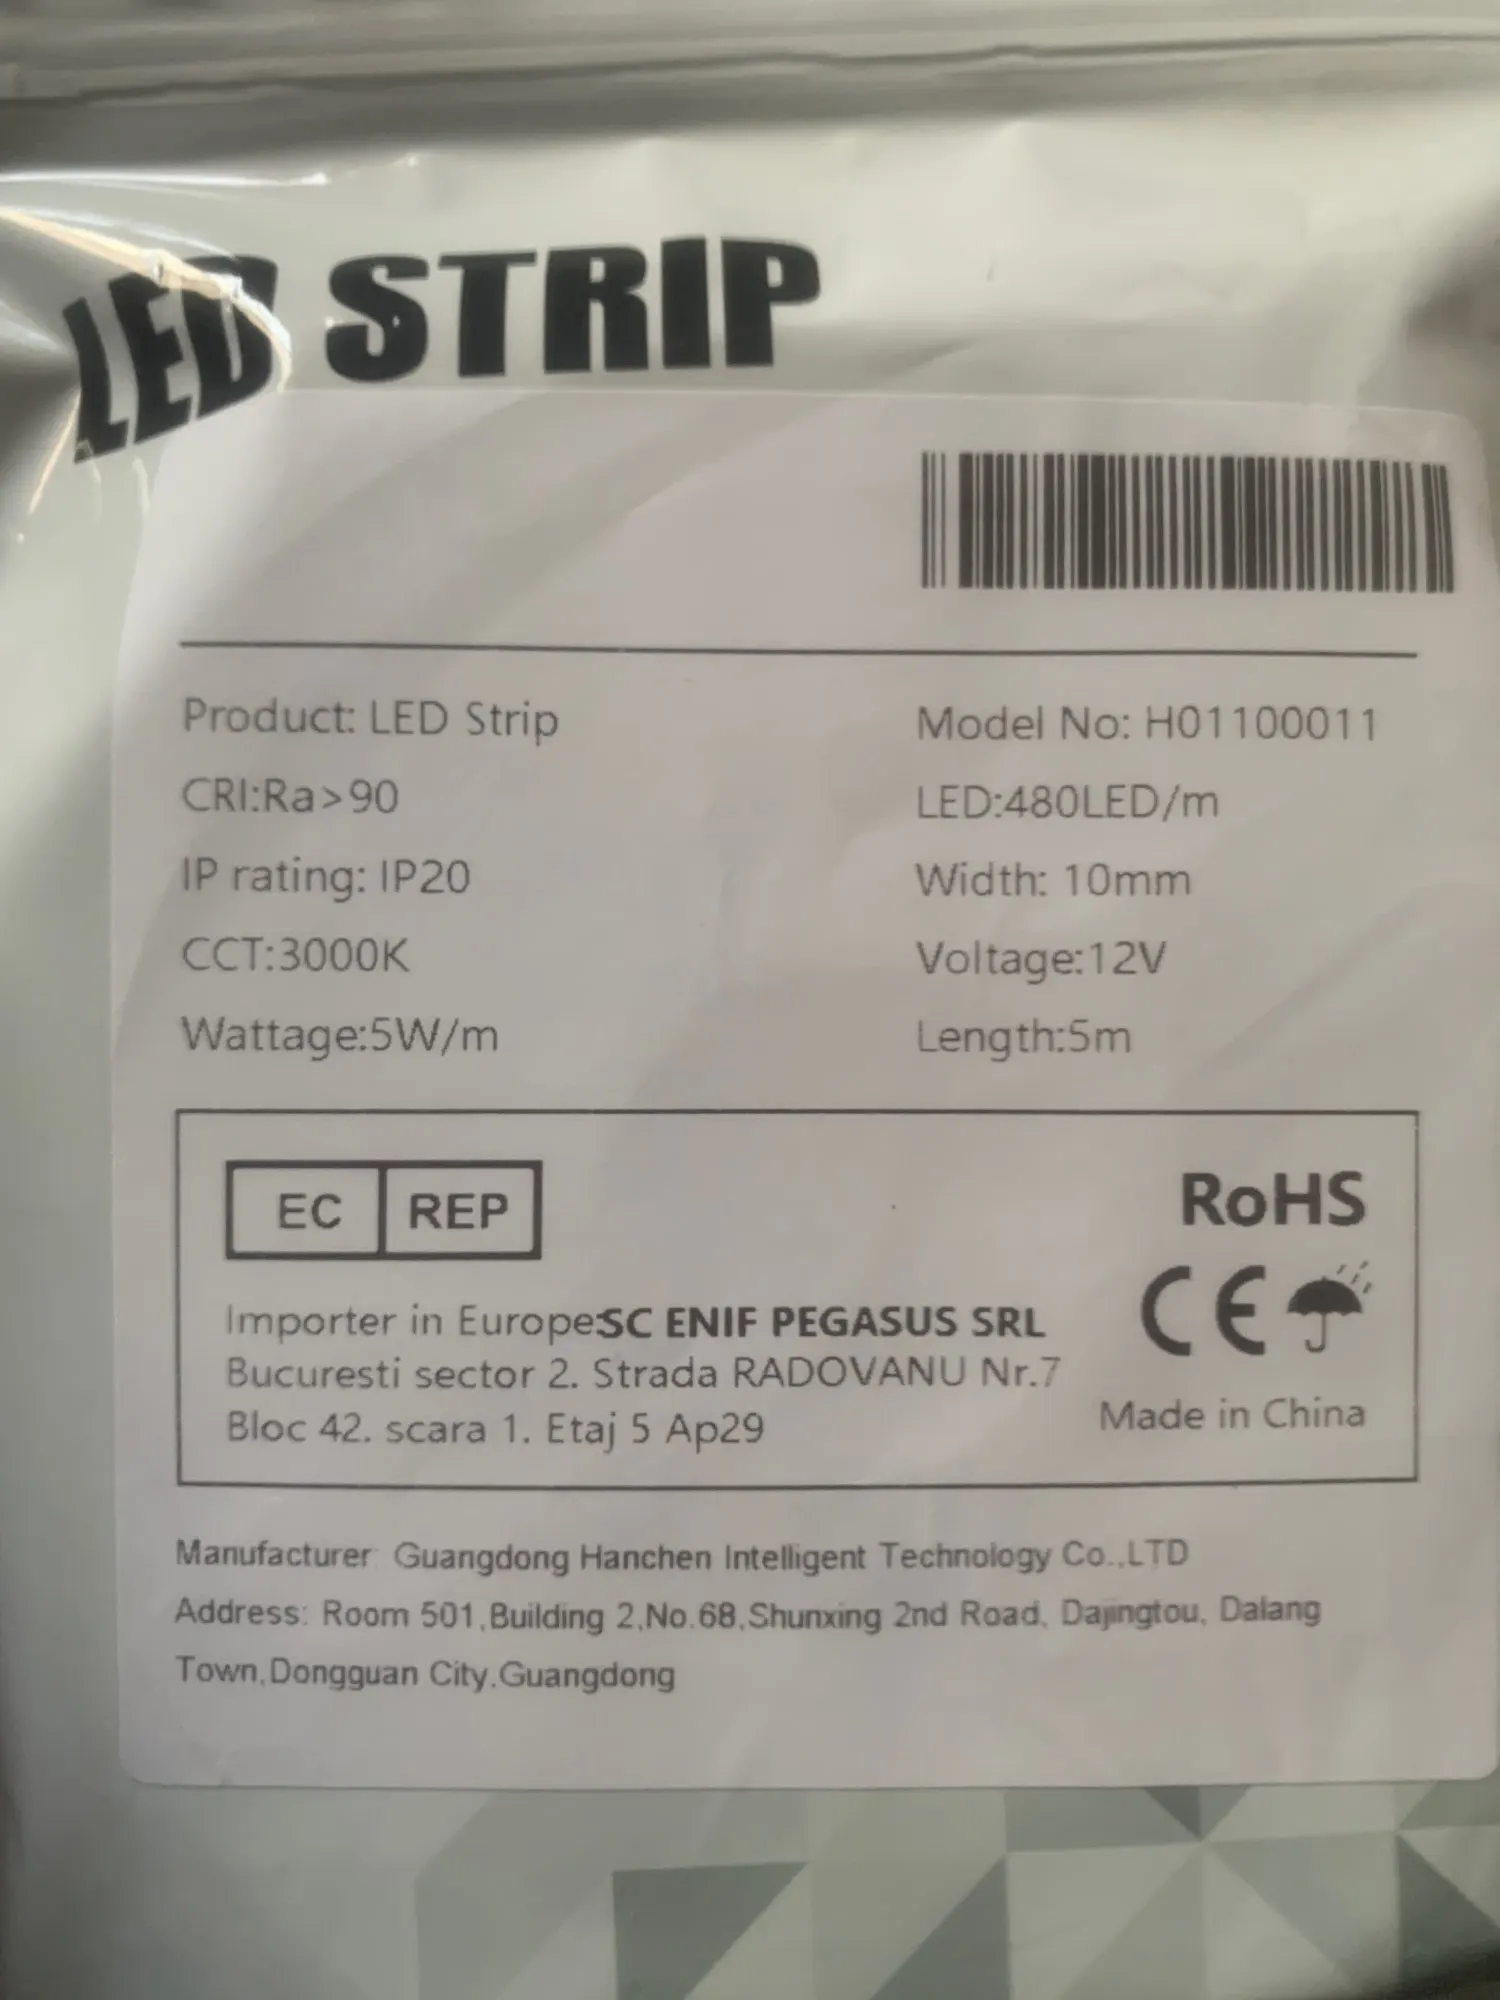 LED STRIP
Product: LED Strip
Model No: H01100011
CRI:Ra>90
LED:480LED/m
IP rating: IP20
Width: 10mm
CCT:3000K
Voltage:12V
Wattage:5W/m
Length:5m
EC REP
RoHS
CE
Importer in Europe:SC ENIF PEGASUS SRL
Bucuresti sector 2. Strada RADOVANU Nr.7
Bloc 42. scara 1. Etaj 5 Ap29
Made in China
Manufacturer: Guangdong Hanchen Intelligent Technology Co.,LTD
Address: Room 501,Building 2,No.68,Shunxing 2nd Road, Dajingtou, Dalang
Town,Dongguan City,Guangdong